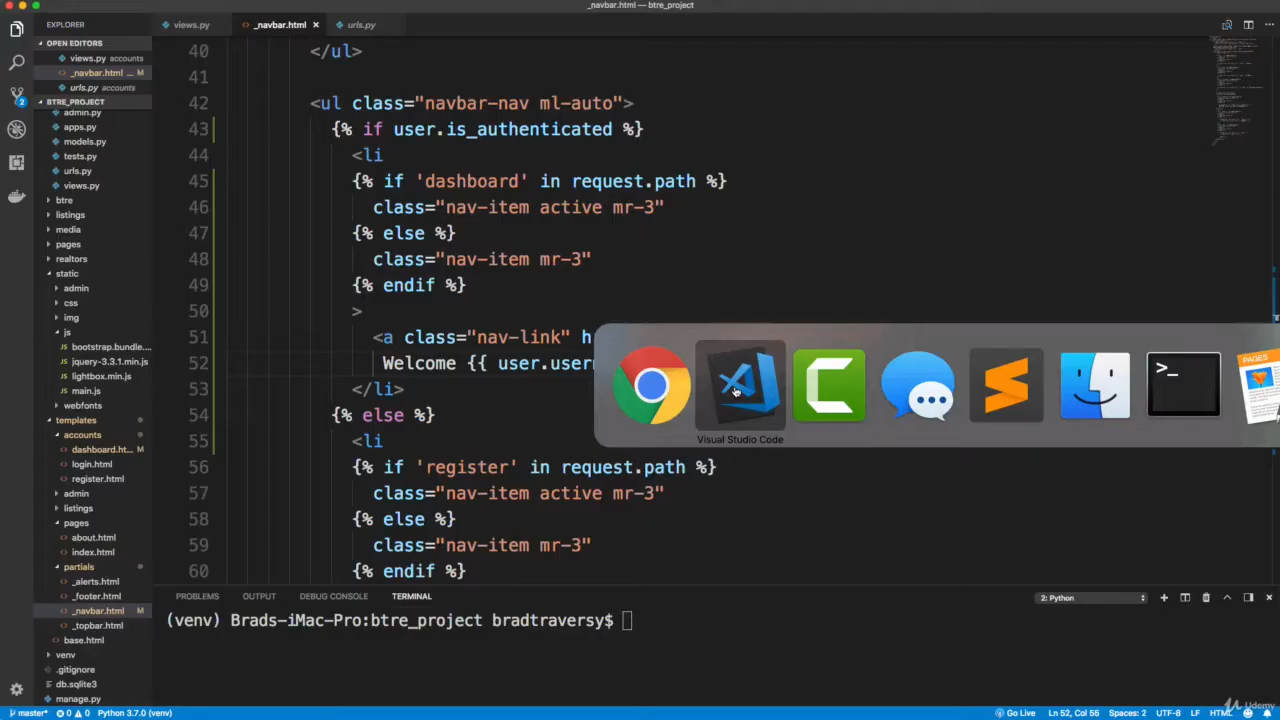 _navbar.html — btre_project
EXPLORER
views.py
_navbar.html
urls.py
OPEN EDITORS
views.py accounts
_navbar.html ... M
urls.py accounts
BTRE_PROJECT
admin.py
apps.py
models.py
tests.py
urls.py
views.py
btre
listings
media
pages
realtors
static
admin
css
img
js
bootstrap.bundle....
jquery-3.3.1.min.js
lightbox.min.js
main.js
webfonts
templates
accounts
dashboard.ht... M
login.html
register.html
admin
listings
pages
about.html
index.html
partials
_alerts.html
_footer.html
_navbar.html M
_topbar.html
base.html
venv
.gitignore
db.sqlite3
manage.py
2
40 </ul>
41
42 <ul class="navbar-nav ml-auto">
43 {% if user.is_authenticated %}
44 <li
45 {% if 'dashboard' in request.path %}
46 class="nav-item active mr-3"
47 {% else %}
48 class="nav-item mr-3"
49 {% endif %}
50 >
51 <a class="nav-link" h
52 Welcome {{ user.user
53 </li>
54 {% else %}
55 <li
56 {% if 'register' in request.path %}
57 class="nav-item active mr-3"
58 {% else %}
59 class="nav-item mr-3"
60 {% endif %}
>_
PAGES
Visual Studio Code
PROBLEMS OUTPUT DEBUG CONSOLE TERMINAL
2: Python
(venv) Brads-iMac-Pro:btre_project bradtraversy$
master* 0 0 Python 3.7.0 (venv)
Go Live Ln 52, Col 55 Spaces: 2 UTF-8 LF HTML
Udemy